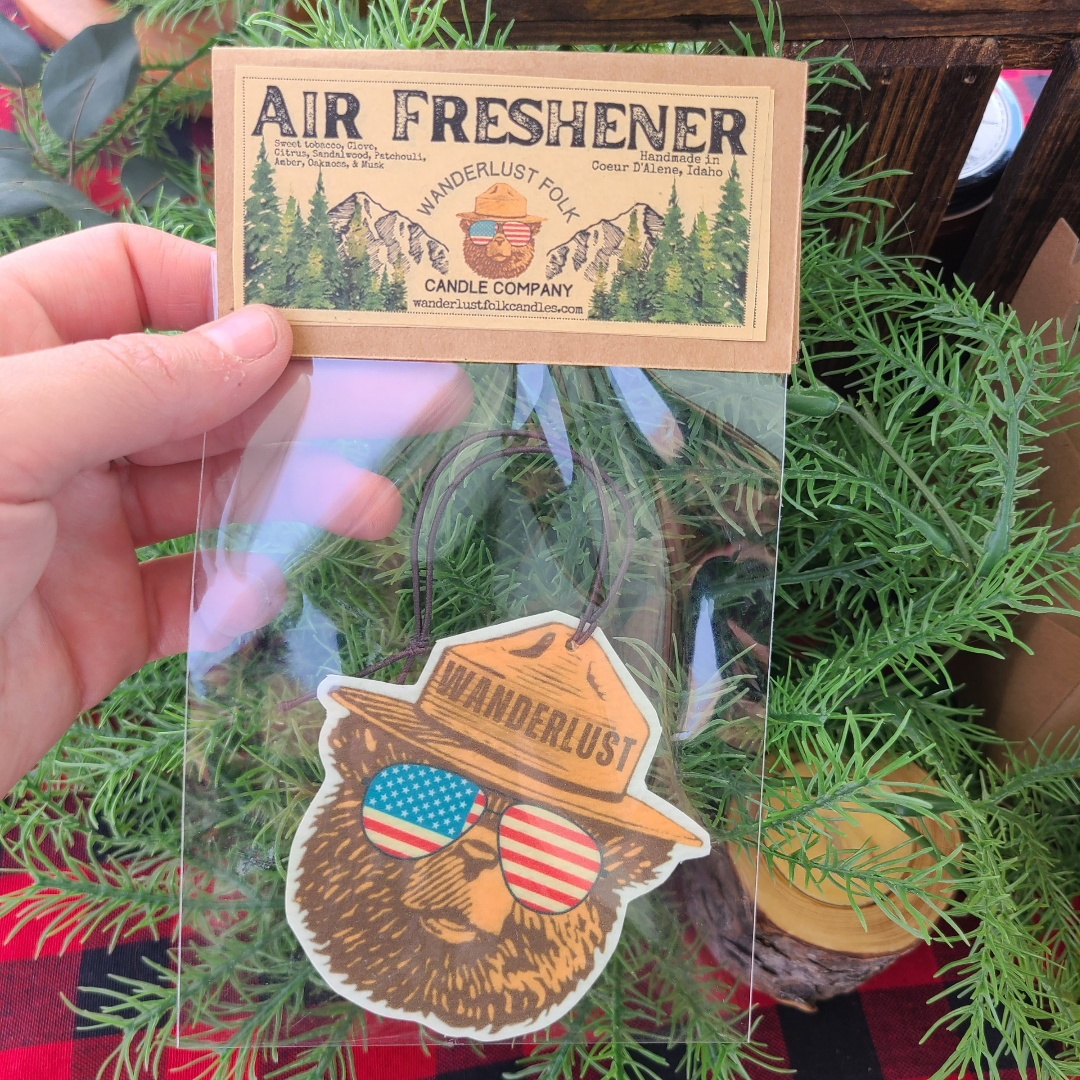 AIR FRESHENER
Sweet tobacco, Clove,
Citrus, Sandalwood, Patchouli,
Amber, Oakmoss, & Musk
Handmade in
Coeur D'Alene, Idaho
WANDERLUST FOLK
CANDLE COMPANY
wanderlustfolkcandles.com
WANDERLUST